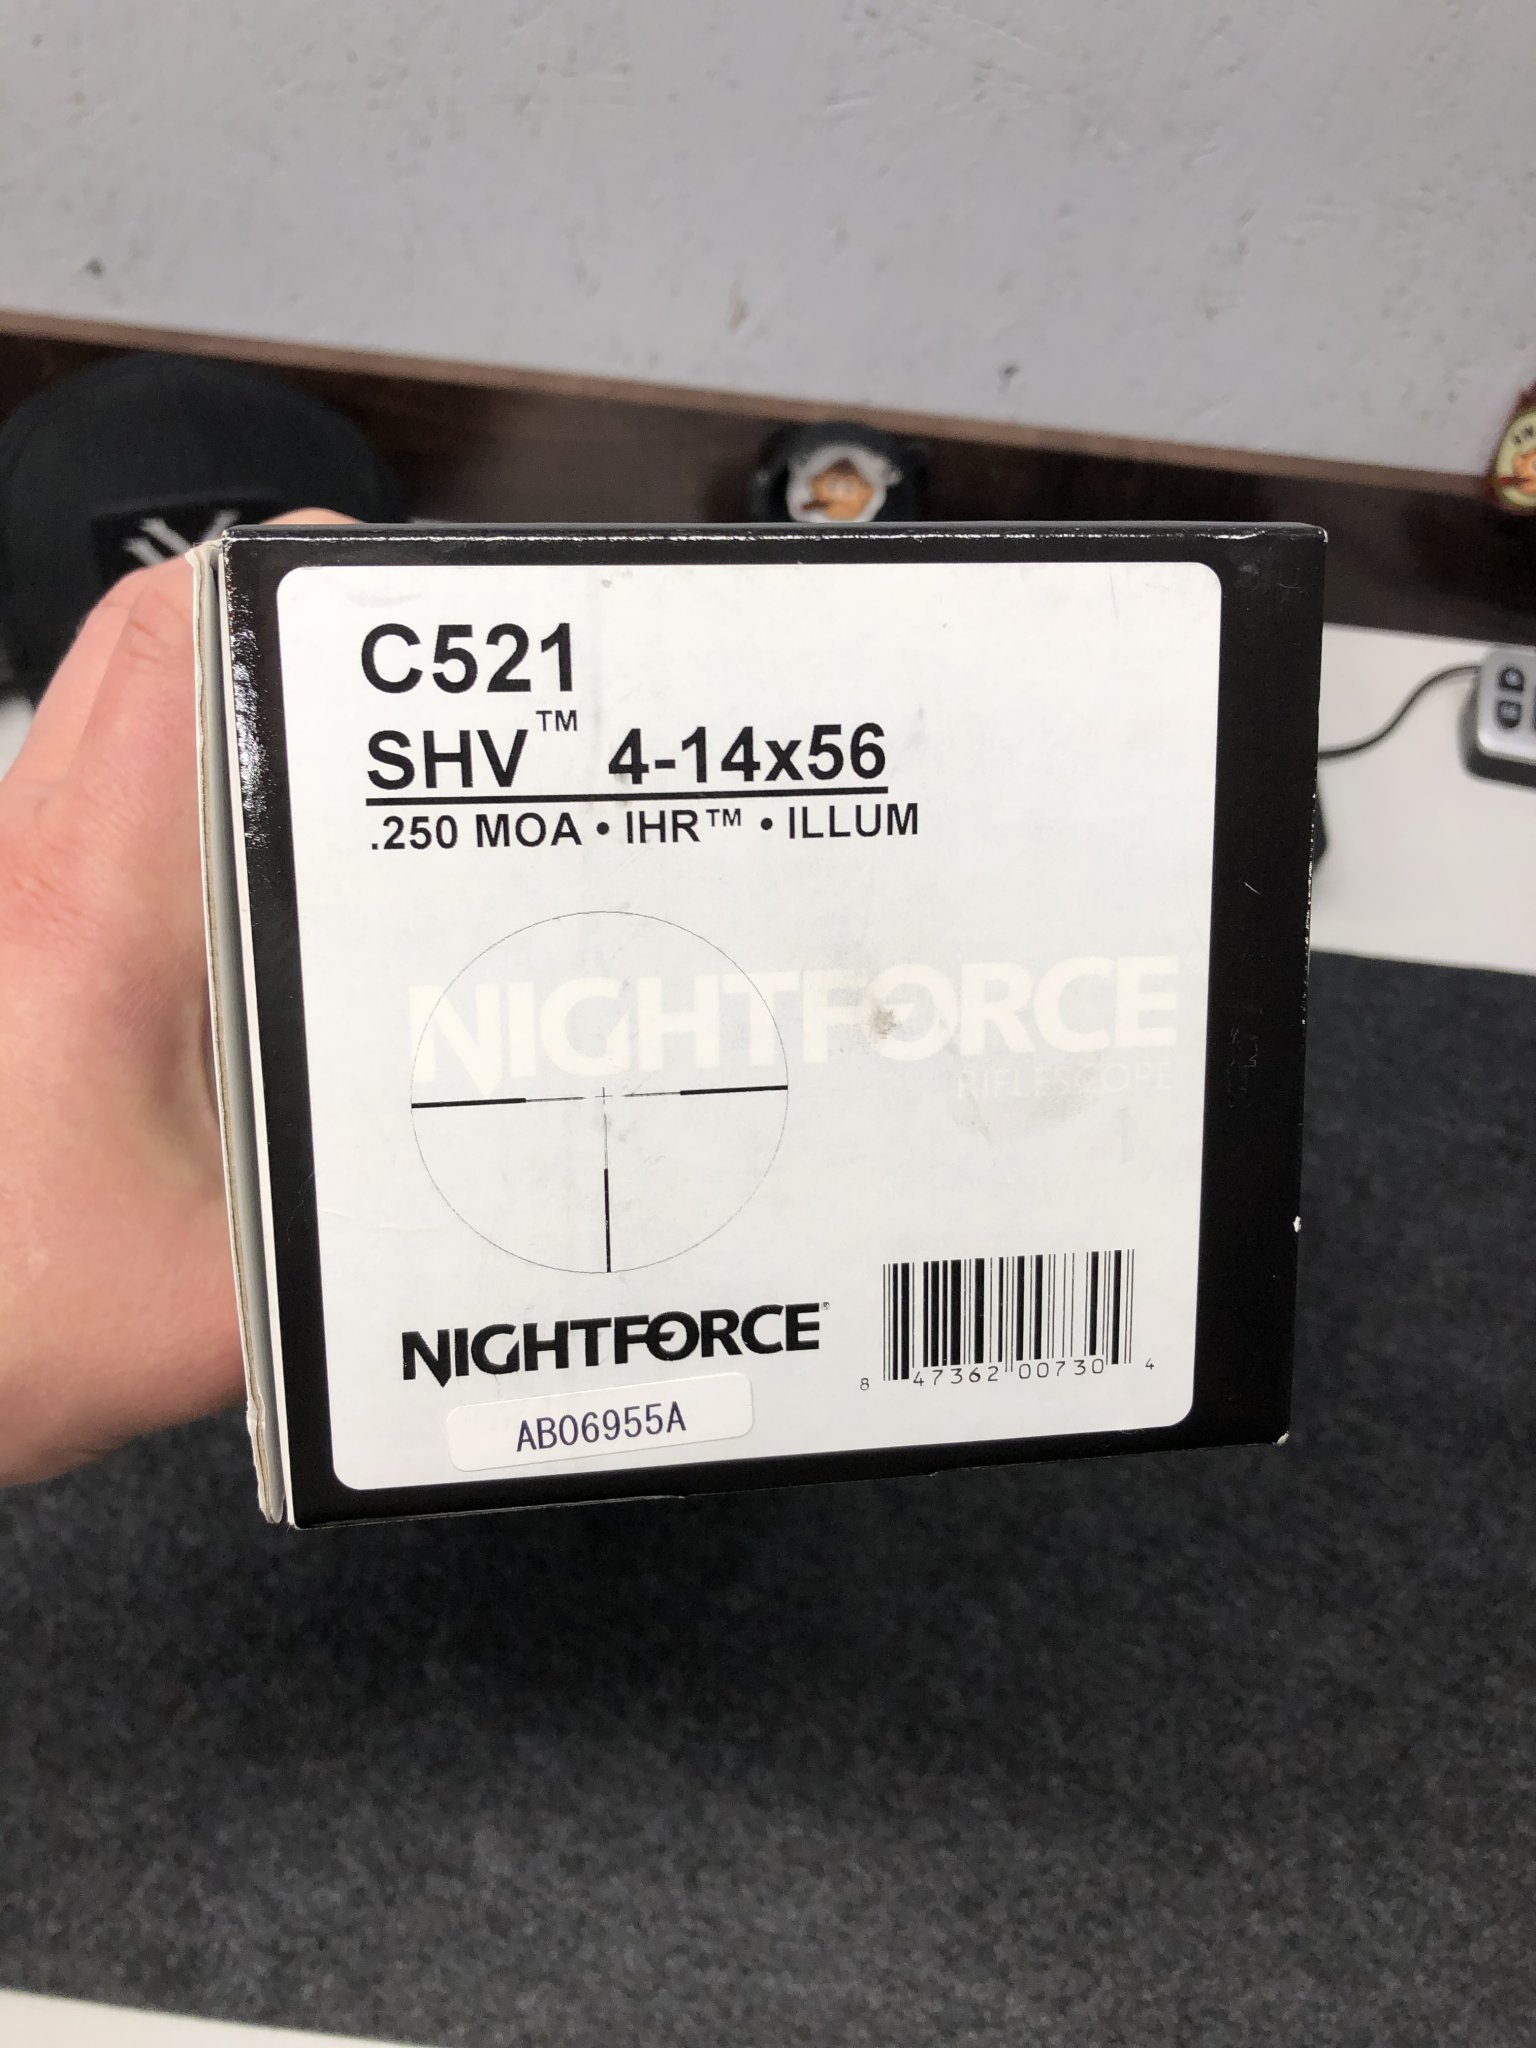 C521
SHV™ 4-14x56
.250 MOA • IHR™ • ILLUM
NIGHTFORCE
RIFLESCOPE
NIGHTFORCE®
8 47362 00730 4
AB06955A